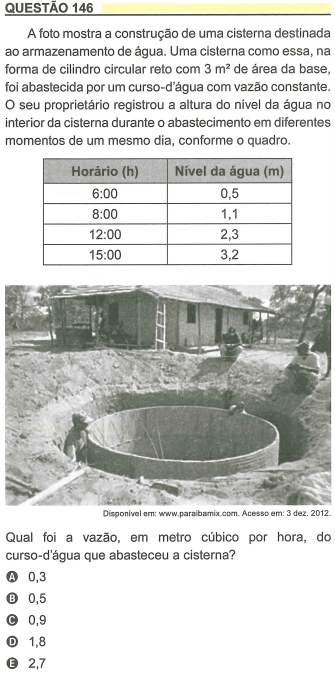 QUESTÃO 146
A foto mostra a construção de uma cisterna destinada
ao armazenamento de água. Uma cisterna como essa, na
forma de cilindro circular reto com 3 m² de área da base,
foi abastecida por um curso-d'água com vazão constante.
O seu proprietário registrou a altura do nível da água no
interior da cisterna durante o abastecimento em diferentes
momentos de um mesmo dia, conforme o quadro.
Horário (h) Nível da água (m)
6:00 0,5
8:00 1,1
12:00 2,3
15:00 3,2
Disponível em: www.paraibamix.com. Acesso em: 3 dez. 2012.
Qual foi a vazão, em metro cúbico por hora, do
curso-d'água que abasteceu a cisterna?
A 0,3
B 0,5
C 0,9
D 1,8
E 2,7